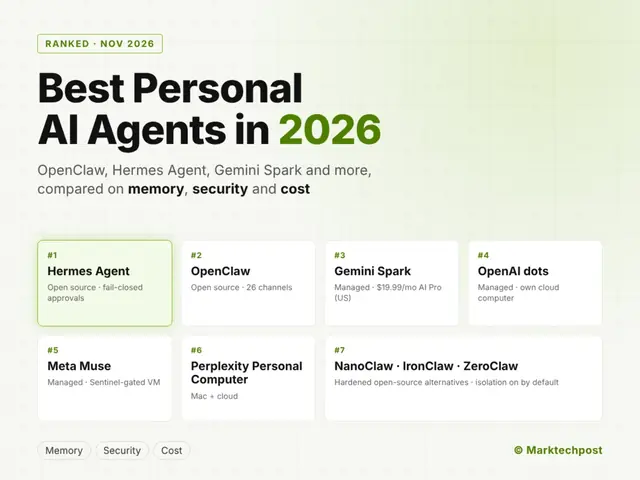 RANKED · NOV 2026
Best Personal
AI Agents in 2026
OpenClaw, Hermes Agent, Gemini Spark and more,
compared on memory, security and cost
#1
Hermes Agent
Open source · fail-closed
approvals
#2
OpenClaw
Open source · 26 channels
#3
Gemini Spark
Managed · $19.99/mo AI Pro
(US)
#4
OpenAI dots
Managed · own cloud
computer
#5
Meta Muse
Managed · Sentinel-gated VM
#6
Perplexity Personal
Computer
Mac + cloud
#7
NanoClaw · IronClaw · ZeroClaw
Hardened open-source alternatives · isolation on by default
Memory
Security
Cost
© Marktechpost